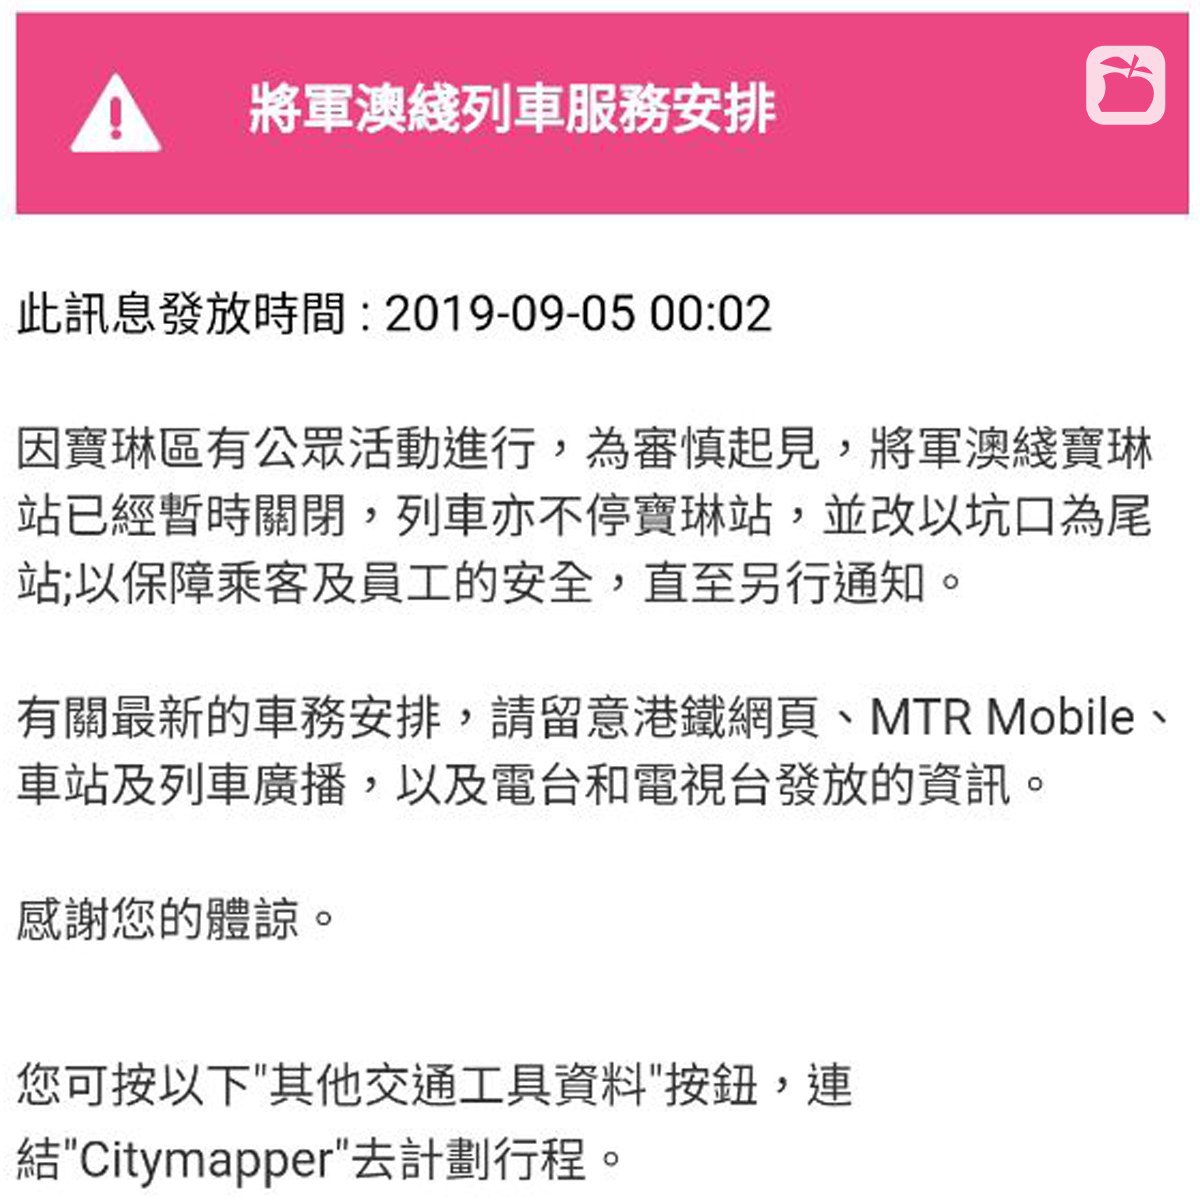 將軍澳綫列車服務安排
此訊息發放時間 : 2019-09-05 00:02
因寶琳區有公眾活動進行，為審慎起見，將軍澳綫寶琳
站已經暫時關閉，列車亦不停寶琳站，並改以坑口為尾
站;以保障乘客及員工的安全，直至另行通知。
有關最新的車務安排，請留意港鐵網頁、MTR Mobile、
車站及列車廣播，以及電台和電視台發放的資訊。
感謝您的體諒。
您可按以下"其他交通工具資料"按鈕，連
結"Citymapper"去計劃行程。